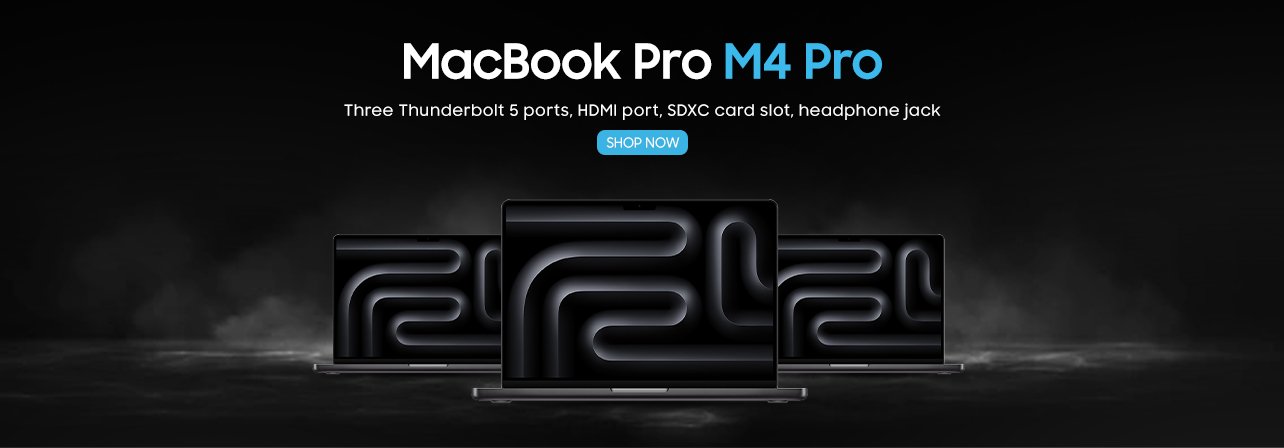 MacBook Pro M4 Pro
Three Thunderbolt 5 ports, HDMI port, SDXC card slot, headphone jack
SHOP NOW